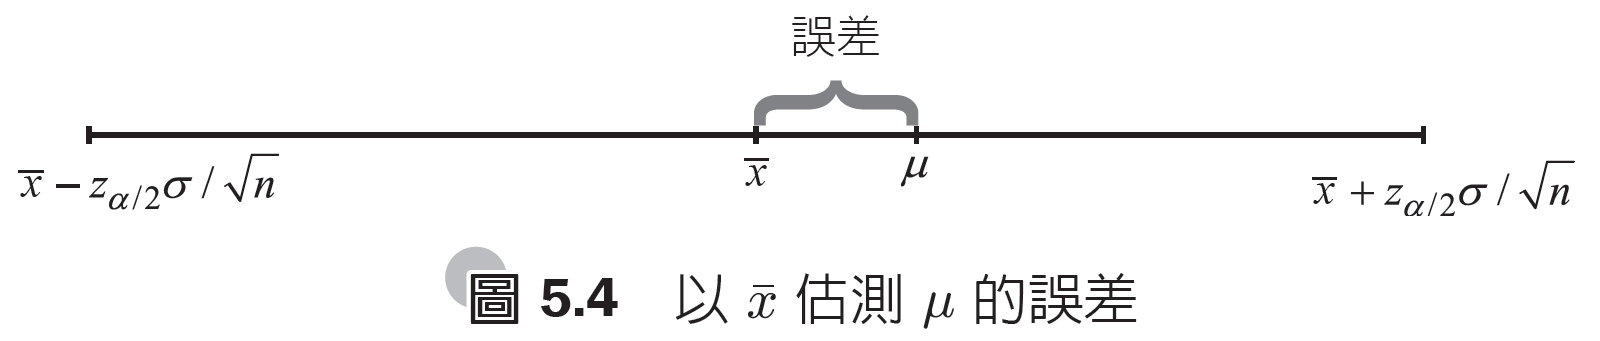 誤差
x̄ − z_{α/2}σ/√n x̄ μ x̄ + z_{α/2}σ/√n
圖 5.4 以 x̄ 估測 μ 的誤差